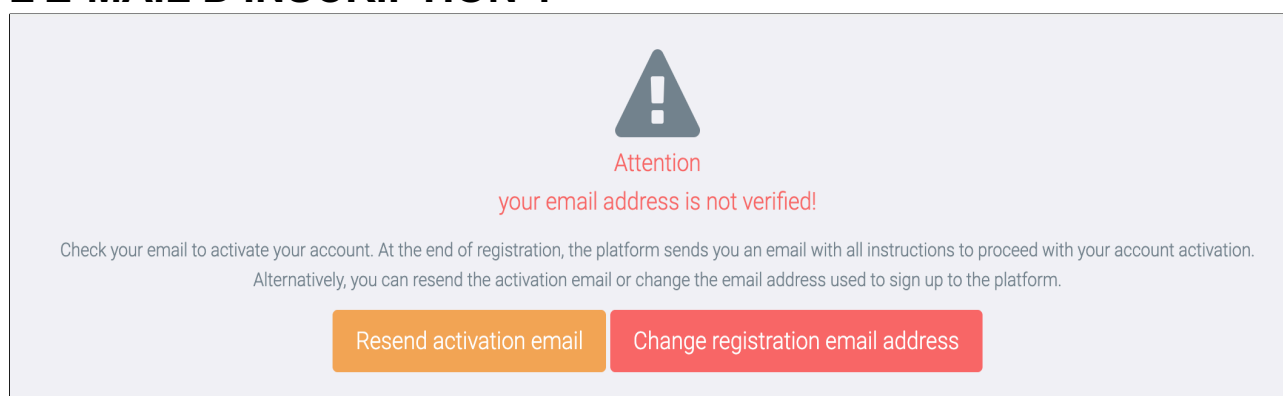 E-MAIL D'INSCRIPTION
Attention
your email address is not verified!
Check your email to activate your account. At the end of registration, the platform sends you an email with all instructions to proceed with your account activation.
Alternatively, you can resend the activation email or change the email address used to sign up to the platform.
Resend activation email Change registration email address